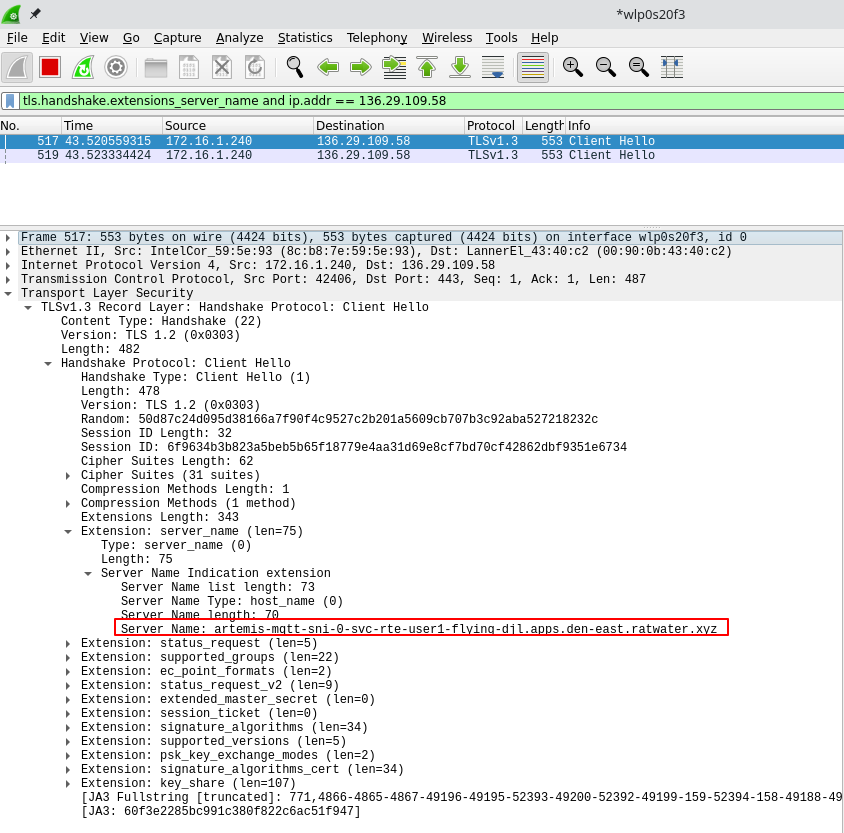 *wlp0s20f3
File Edit View Go Capture Analyze Statistics Telephony Wireless Tools Help
tls.handshake.extensions_server_name and ip.addr == 136.29.109.58
No. Time Source Destination Protocol Length Info
517 43.520559315 172.16.1.240 136.29.109.58 TLSv1.3 553 Client Hello
519 43.523334424 172.16.1.240 136.29.109.58 TLSv1.3 553 Client Hello
Frame 517: 553 bytes on wire (4424 bits), 553 bytes captured (4424 bits) on interface wlp0s20f3, id 0
Ethernet II, Src: IntelCor_59:5e:93 (8c:b8:7e:59:5e:93), Dst: LannerEl_43:40:c2 (00:90:0b:43:40:c2)
Internet Protocol Version 4, Src: 172.16.1.240, Dst: 136.29.109.58
Transmission Control Protocol, Src Port: 42406, Dst Port: 443, Seq: 1, Ack: 1, Len: 487
Transport Layer Security
TLSv1.3 Record Layer: Handshake Protocol: Client Hello
Content Type: Handshake (22)
Version: TLS 1.2 (0x0303)
Length: 482
Handshake Protocol: Client Hello
Handshake Type: Client Hello (1)
Length: 478
Version: TLS 1.2 (0x0303)
Random: 50d87c24d095d38166a7f90f4c9527c2b201a5609cb707b3c92aba527218232c
Session ID Length: 32
Session ID: 6f9634b3b823a5beb5b65f18779e4aa31d69e8cf7bd70cf42862dbf9351e6734
Cipher Suites Length: 62
Cipher Suites (31 suites)
Compression Methods Length: 1
Compression Methods (1 method)
Extensions Length: 343
Extension: server_name (len=75)
Type: server_name (0)
Length: 75
Server Name Indication extension
Server Name list length: 73
Server Name Type: host_name (0)
Server Name length: 70
Server Name: artemis-mqtt-sni-0-svc-rte-user1-flying-djl.apps.den-east.ratwater.xyz
Extension: status_request (len=5)
Extension: supported_groups (len=22)
Extension: ec_point_formats (len=2)
Extension: status_request_v2 (len=9)
Extension: extended_master_secret (len=0)
Extension: session_ticket (len=0)
Extension: signature_algorithms (len=34)
Extension: supported_versions (len=5)
Extension: psk_key_exchange_modes (len=2)
Extension: signature_algorithms_cert (len=34)
Extension: key_share (len=107)
[JA3 Fullstring [truncated]: 771,4866-4865-4867-49196-49195-52393-49200-52392-49199-159-52394-158-49188-49
[JA3: 60f3e2285bc991c380f822c6ac51f947]